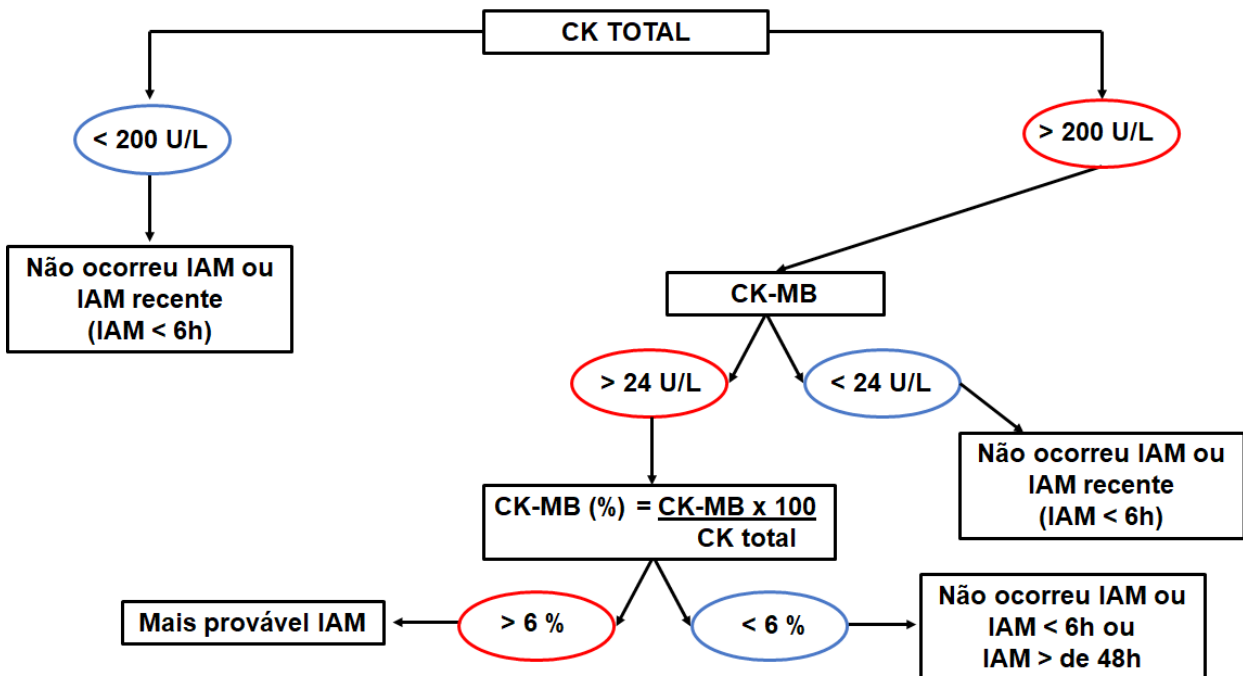 CK TOTAL
< 200 U/L
> 200 U/L
Não ocorreu IAM ou
IAM recente
(IAM < 6h)
CK-MB
> 24 U/L
< 24 U/L
Não ocorreu IAM ou
IAM recente
(IAM < 6h)
CK-MB (%) = CK-MB x 100
CK total
Mais provável IAM
> 6 %
< 6 %
Não ocorreu IAM ou
IAM < 6h ou
IAM > de 48h